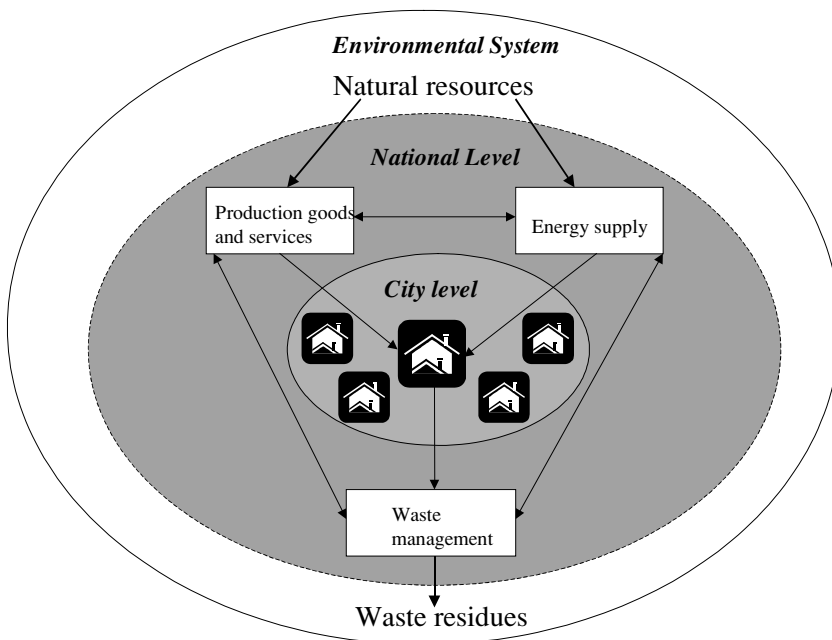 Environmental System
Natural resources
National Level
Production goods
and services
Energy supply
City level
Waste
management
Waste residues